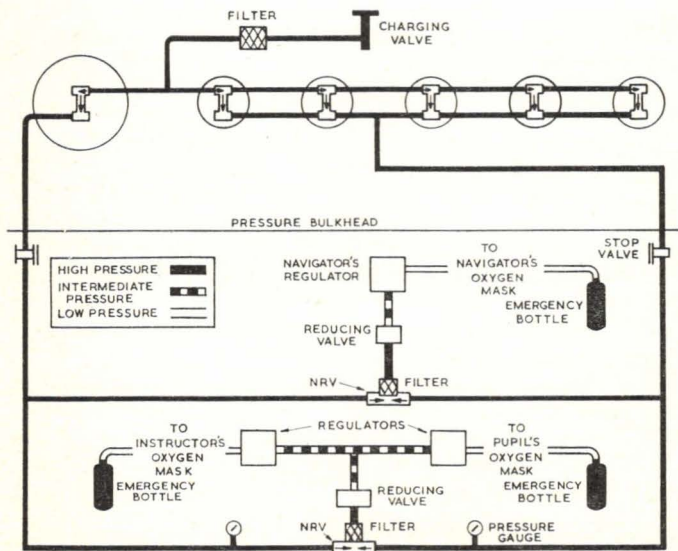 FILTER
CHARGING
VALVE
PRESSURE BULKHEAD
STOP
VALVE
HIGH PRESSURE
INTERMEDIATE
PRESSURE
LOW PRESSURE
NAVIGATOR'S
REGULATOR
TO
NAVIGATOR'S
OXYGEN
MASK
EMERGENCY
BOTTLE
REDUCING
VALVE
NRV
FILTER
REGULATORS
TO
INSTRUCTOR'S
OXYGEN
MASK
EMERGENCY
BOTTLE
TO
PUPIL'S
OXYGEN
MASK
EMERGENCY
BOTTLE
REDUCING
VALVE
NRV
FILTER
PRESSURE
GAUGE